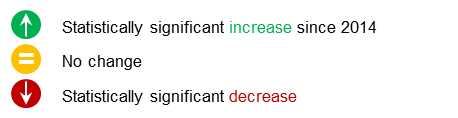 Statistically significant increase since 2014
No change
Statistically significant decrease